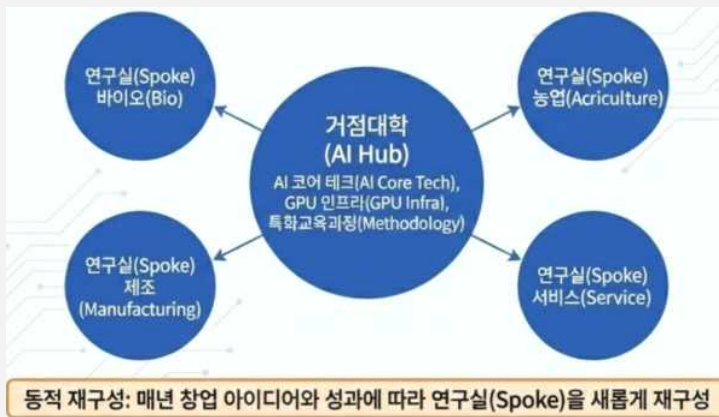 연구실(Spoke)
바이오(Bio)
연구실(Spoke)
농업(Acriculture)
거점대학
(AI Hub)
AI 코어 테크(AI Core Tech),
GPU 인프라(GPU Infra),
특화교육과정(Methodology)
연구실(Spoke)
제조
(Manufacturing)
연구실(Spoke)
서비스(Service)
동적 재구성: 매년 창업 아이디어와 성과에 따라 연구실(Spoke)을 새롭게 재구성